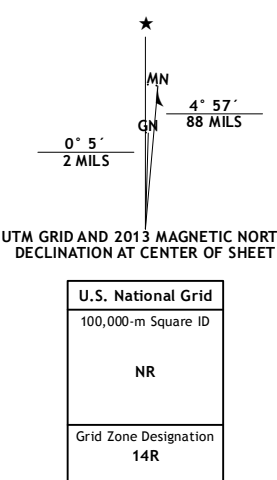 ★
MN
GN
4° 57´
88 MILS
0° 5´
2 MILS
UTM GRID AND 2013 MAGNETIC NORT
DECLINATION AT CENTER OF SHEET
U.S. National Grid
100,000-m Square ID
NR
Grid Zone Designation
14R